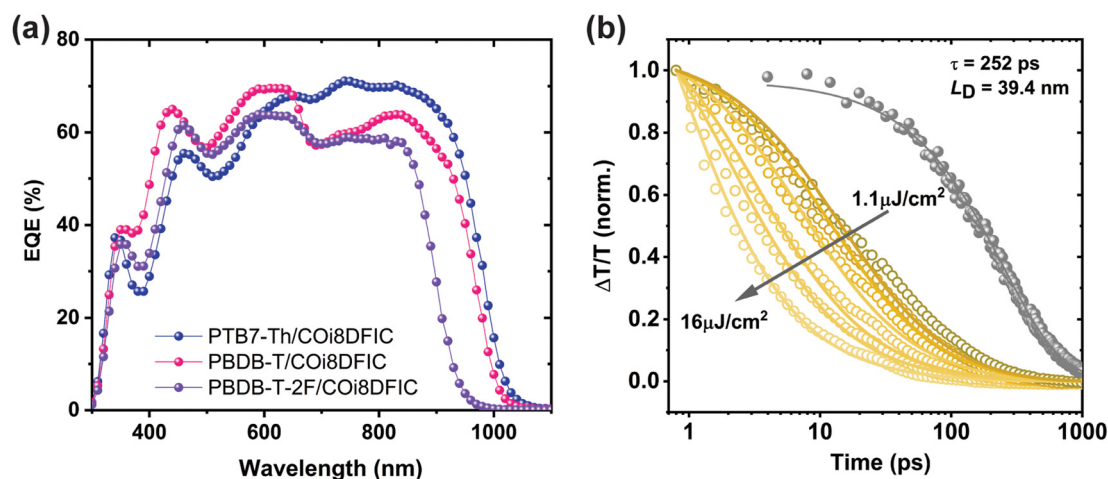 (a)
80
60
40
20
0
EQE (%)
PTB7-Th/COi8DFIC
PBDB-T/COi8DFIC
PBDB-T-2F/COi8DFIC
400
600
800
1000
Wavelength (nm)
(b)
1.0
0.8
0.6
0.4
0.2
0.0
ΔT/T (norm.)
τ = 252 ps
LD = 39.4 nm
1.1μJ/cm²
16μJ/cm²
1
10
100
1000
Time (ps)